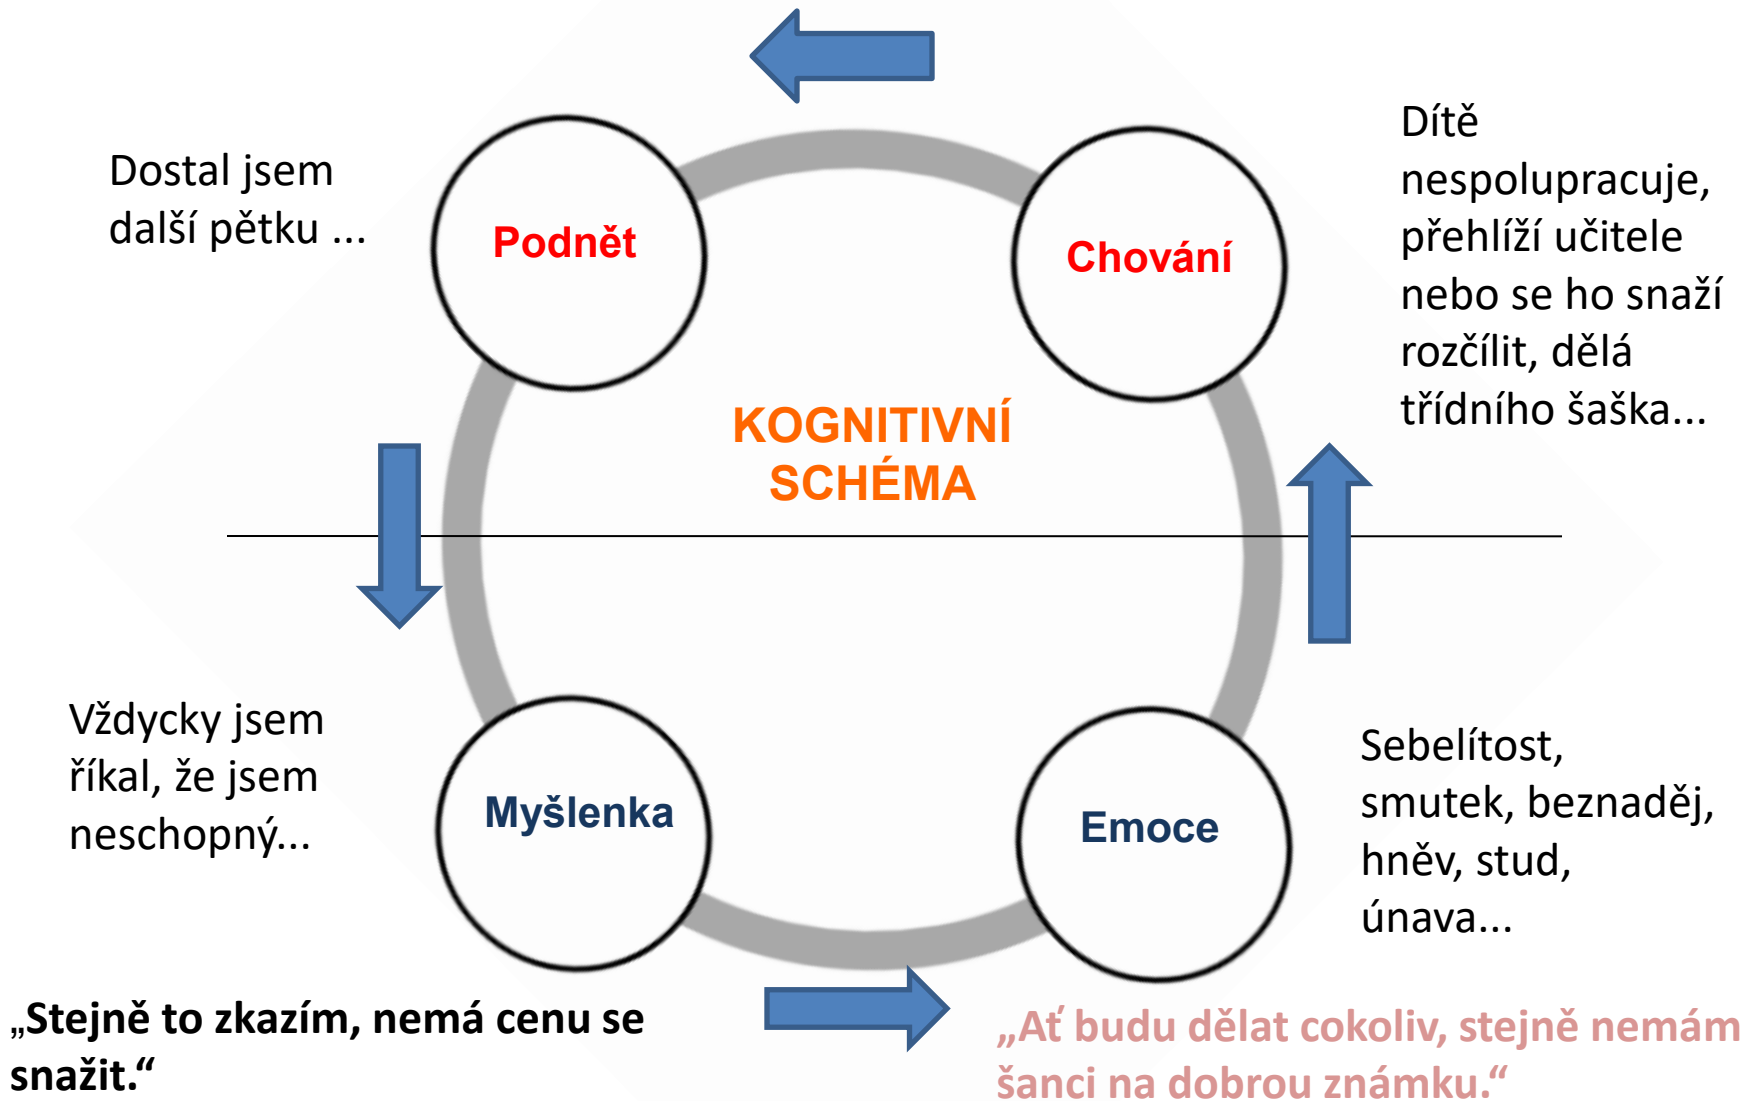 Dostal jsem
další pětku ...
Podnět
Chování
Dítě
nespolupracuje,
přehlíží učitele
nebo se ho snaží
rozčílit, dělá
třídního šaška...
KOGNITIVNÍ
SCHÉMA
Vždycky jsem
říkal, že jsem
neschopný...
Myšlenka
Emoce
Sebelítost,
smutek, beznaděj,
hněv, stud,
únava...
„Stejně to zkazím, nemá cenu se
snažit.“
„Ať budu dělat cokoliv, stejně nemám
šanci na dobrou známku.“